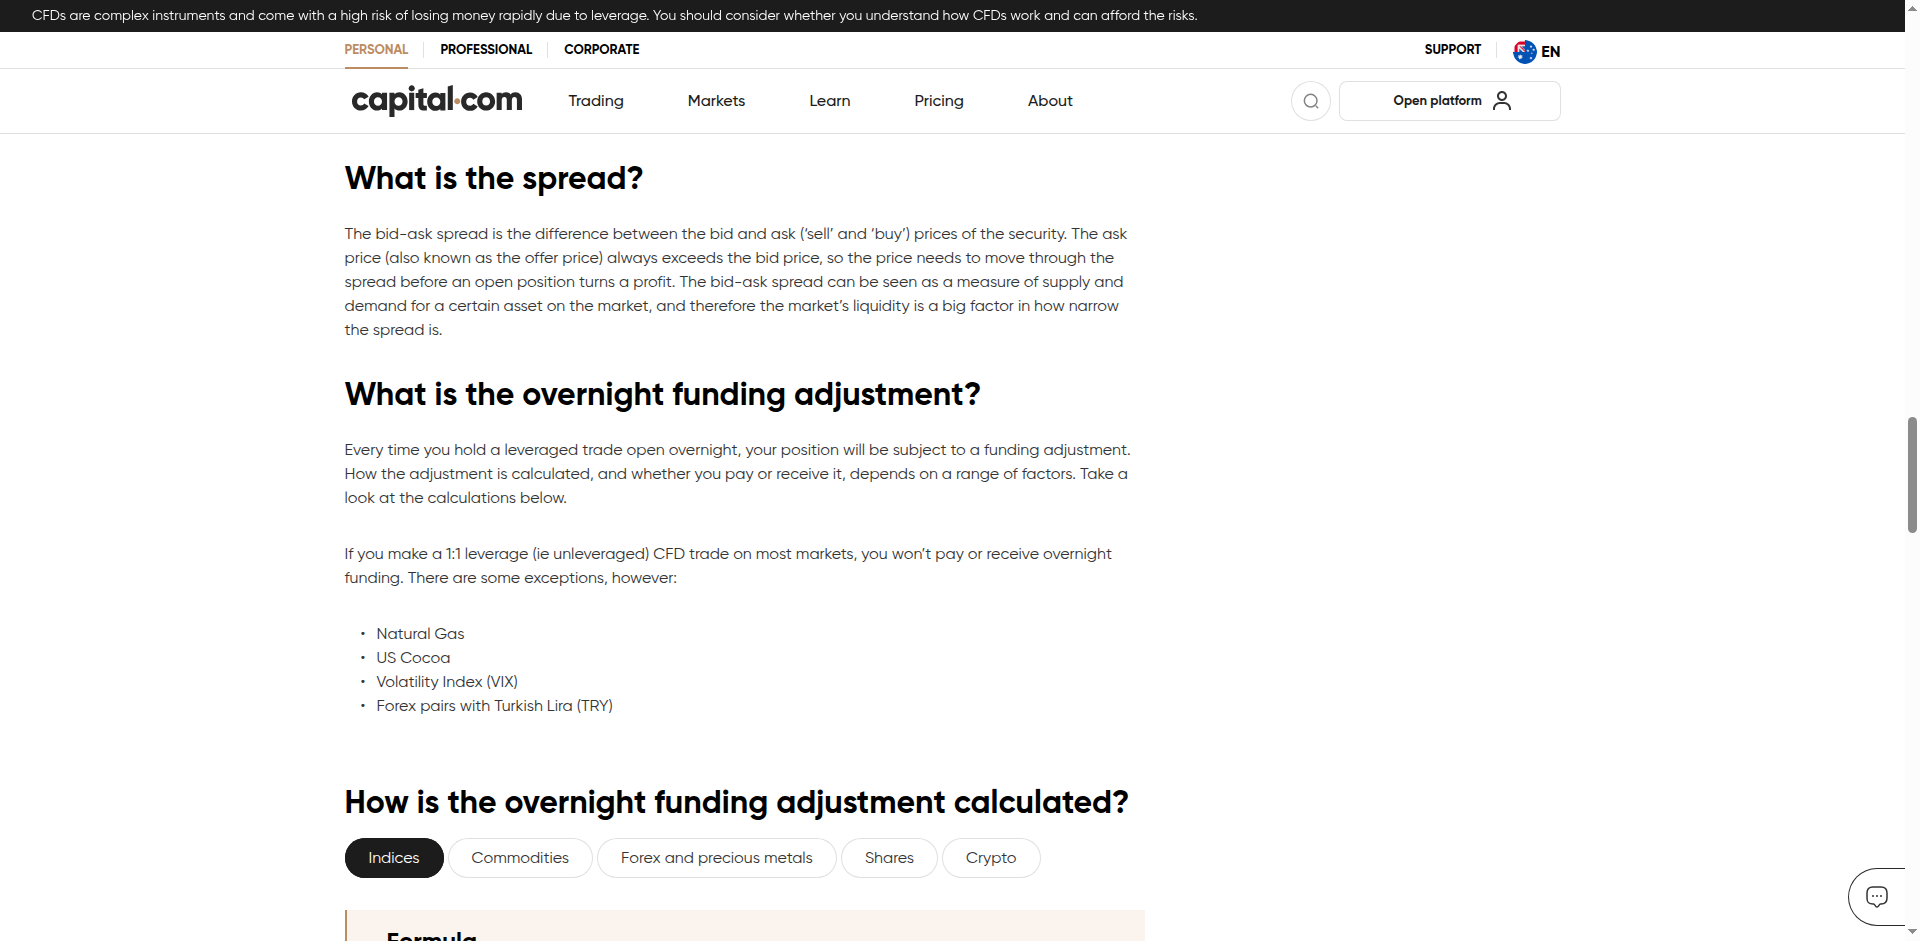 CFDs are complex instruments and come with a high risk of losing money rapidly due to leverage. You should consider whether you understand how CFDs work and can afford the risks.
PERSONAL PROFESSIONAL CORPORATE SUPPORT EN
capital.com Trading Markets Learn Pricing About Open platform
What is the spread?
The bid-ask spread is the difference between the bid and ask (‘sell’ and ‘buy’) prices of the security. The ask
price (also known as the offer price) always exceeds the bid price, so the price needs to move through the
spread before an open position turns a profit. The bid-ask spread can be seen as a measure of supply and
demand for a certain asset on the market, and therefore the market’s liquidity is a big factor in how narrow
the spread is.
What is the overnight funding adjustment?
Every time you hold a leveraged trade open overnight, your position will be subject to a funding adjustment.
How the adjustment is calculated, and whether you pay or receive it, depends on a range of factors. Take a
look at the calculations below.
If you make a 1:1 leverage (ie unleveraged) CFD trade on most markets, you won’t pay or receive overnight
funding. There are some exceptions, however:
• Natural Gas
• US Cocoa
• Volatility Index (VIX)
• Forex pairs with Turkish Lira (TRY)
How is the overnight funding adjustment calculated?
Indices Commodities Forex and precious metals Shares Crypto
Formula